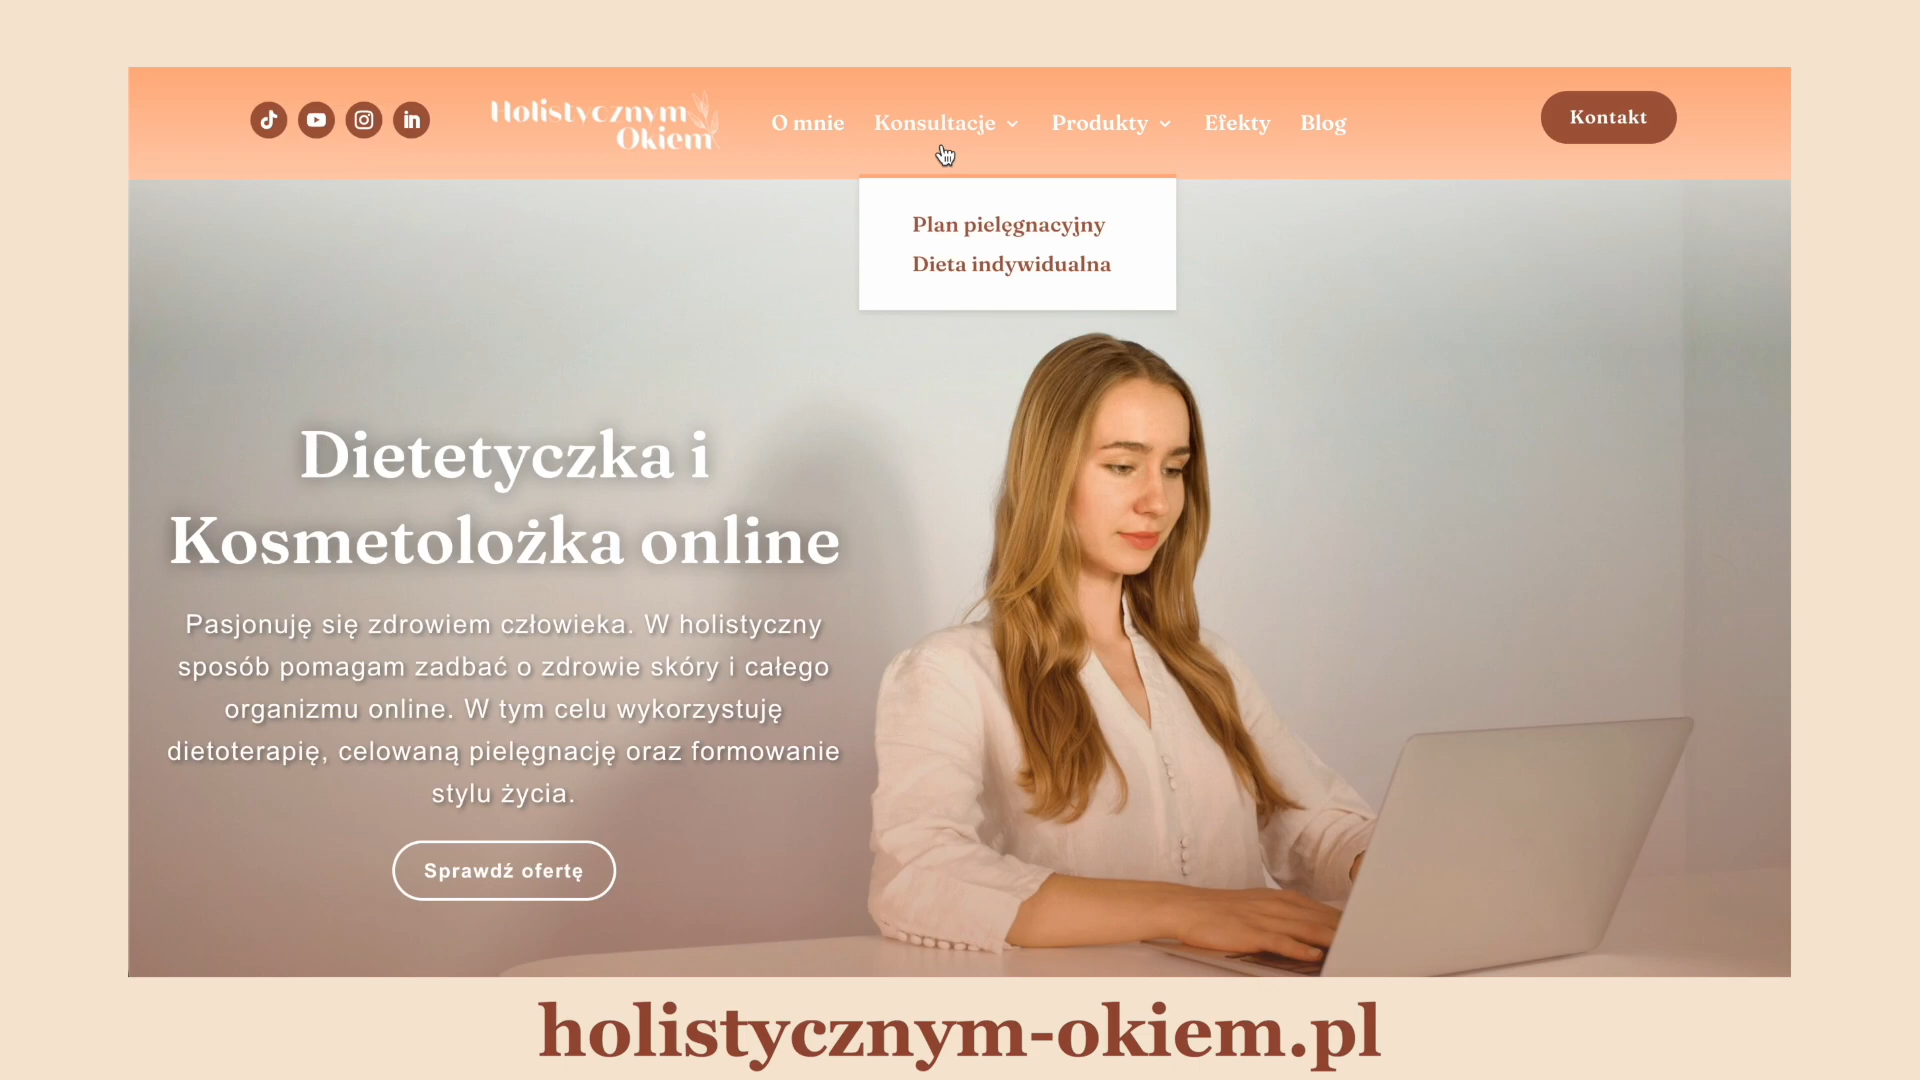 Holistycznym
Okiem
O mnie
Konsultacje
Produkty
Efekty
Blog
Kontakt
Plan pielęgnacyjny
Dieta indywidualna
Dietetyczka i
Kosmetolożka online
Pasjonuję się zdrowiem człowieka. W holistyczny
sposób pomagam zadbać o zdrowie skóry i całego
organizmu online. W tym celu wykorzystuję
dietoterapię, celowaną pielęgnację oraz formowanie
stylu życia.
Sprawdź ofertę
holistycznym-okiem.pl